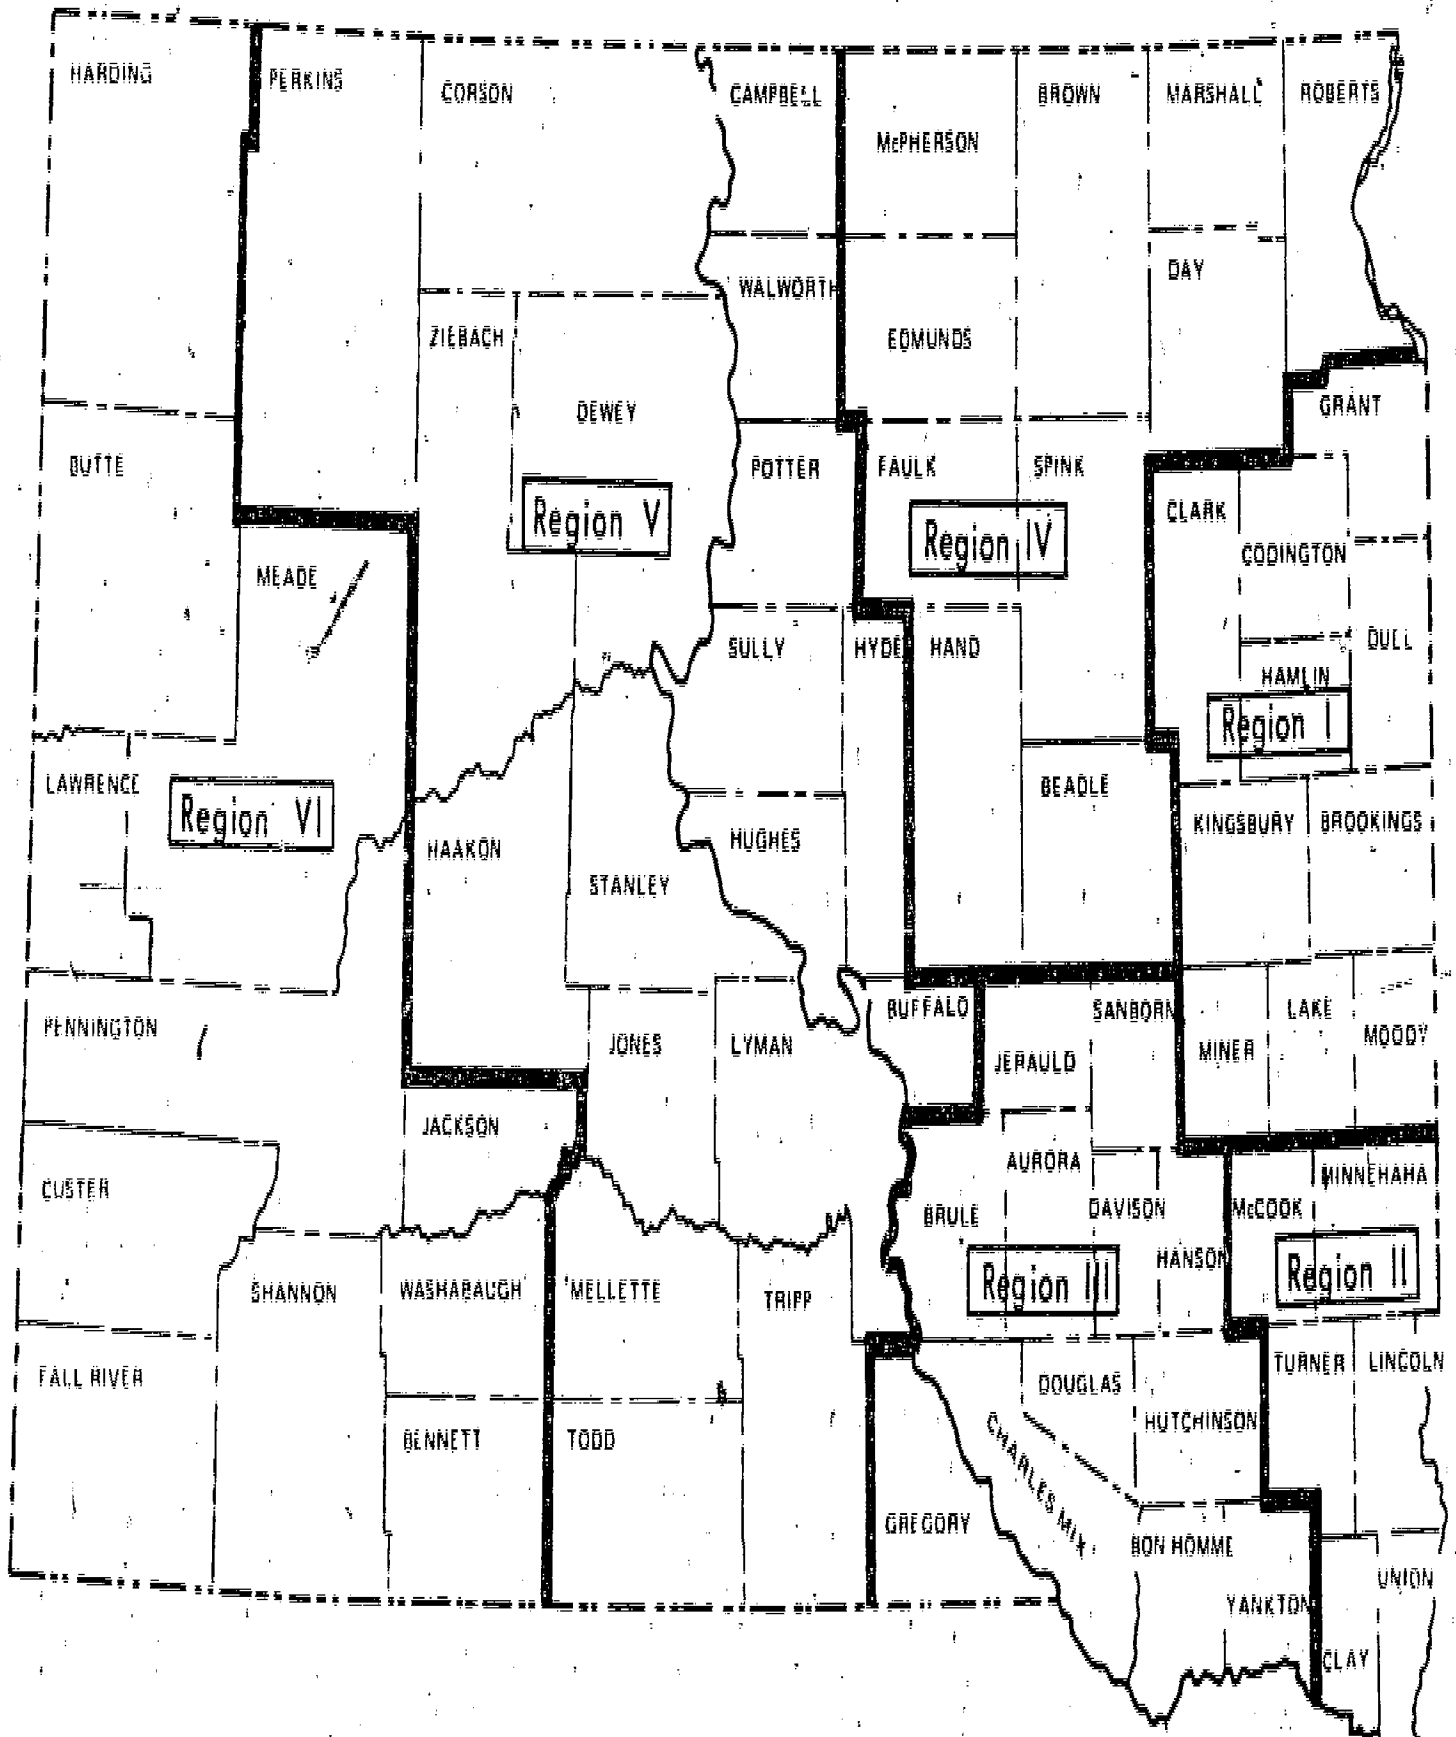 HARDING
PERKINS
CORSON
CAMPBELL
McPHERSON
BROWN
MARSHALL
ROBERTS
WALWORTH
DAY
ZIEBACH
EDMUNDS
DEWEY
GRANT
BUTTE
POTTER
FAULK
SPINK
CLARK
Region V
Region IV
CODINGTON
MEADE
SULLY
HYDE
HAND
DULL
HAMLIN
Region I
LAWRENCE
Region VI
BEADLE
KINGSBURY
BROOKINGS
HAAKON
HUGHES
STANLEY
PENNINGTON
BUFFALO
SANBORN
LAKE
MOODY
JONES
LYMAN
JERAULD
MINER
JACKSON
AURORA
MINNEHAHA
CUSTER
BRULE
DAVISON
McCOOK
HANSON
Region III
Region II
SHANNON
WASHABAUGH
MELLETTE
TRIPP
FALL RIVER
DOUGLAS
TURNER
LINCOLN
HUTCHINSON
BENNETT
TODD
CHARLES MIX
GREGORY
BON HOMME
UNION
YANKTON
CLAY